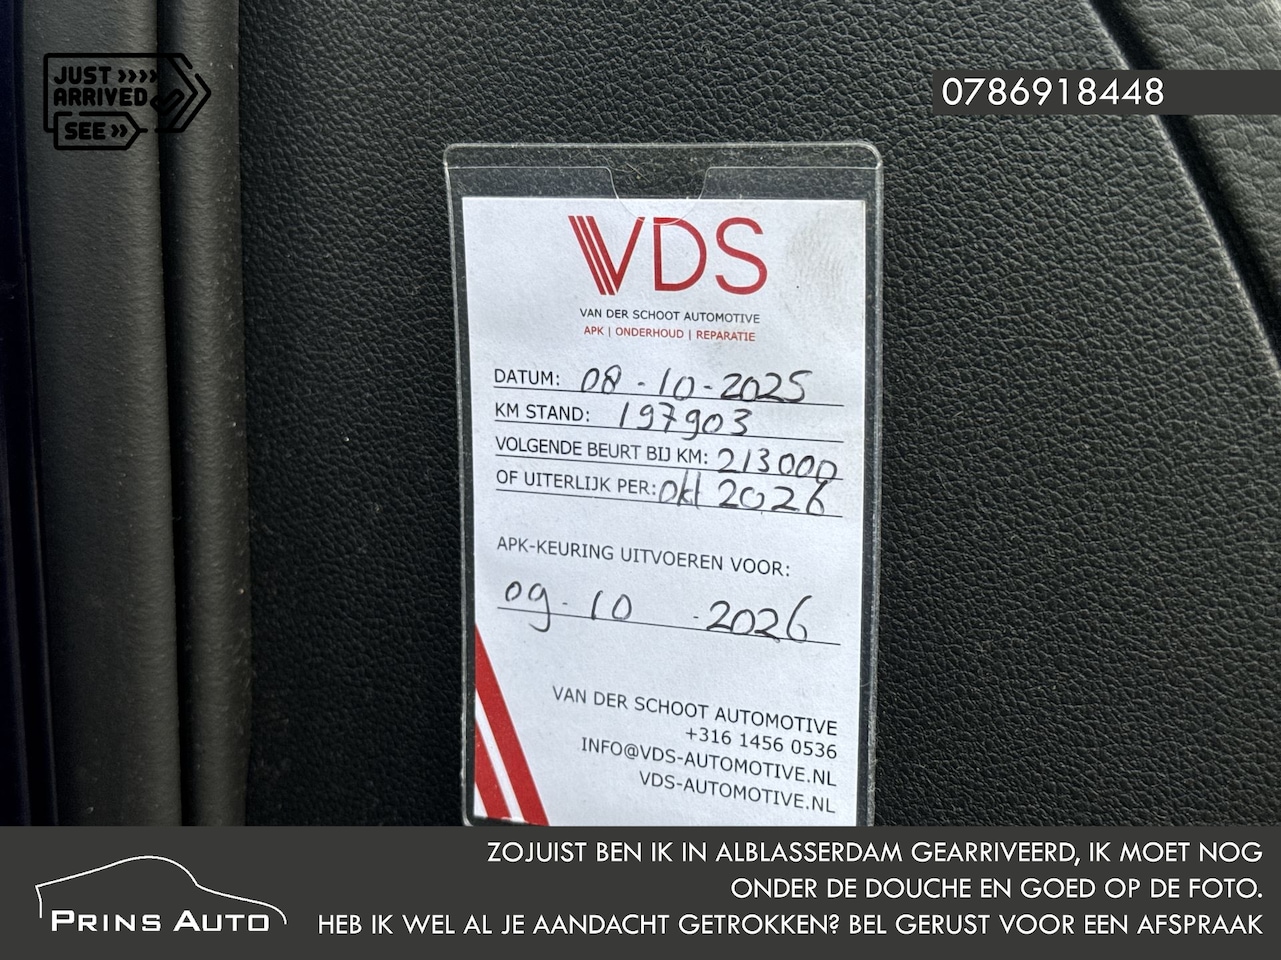 JUST »»
ARRIVED
SEE »
0786918448
VDS
VAN DER SCHOOT AUTOMOTIVE
APK | ONDERHOUD | REPARATIE
DATUM: 08-10-2025
KM STAND: 197903
VOLGENDE BEURT BIJ KM: 213000
OF UITERLIJK PER: Okt 2026
APK-KEURING UITVOEREN VOOR:
09-10-2026
VAN DER SCHOOT AUTOMOTIVE
+316 1456 0536
INFO@VDS-AUTOMOTIVE.NL
VDS-AUTOMOTIVE.NL
PRINS AUTO
ZOJUIST BEN IK IN ALBLASSERDAM GEARRIVEERD, IK MOET NOG
ONDER DE DOUCHE EN GOED OP DE FOTO.
HEB IK WEL AL JE AANDACHT GETROKKEN? BEL GERUST VOOR EEN AFSPRAAK